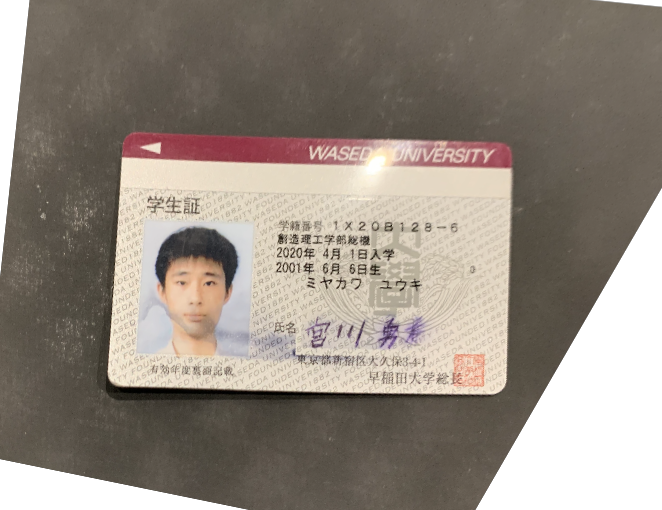 WASEDA UNIVERSITY
学生証
学籍番号 1X20B128-6
創造理工学部総機
2020年 4月 1日入学
2001年 6月 6日生
ミヤカワ ユウキ
氏名 宮川 勇
東京都新宿区大久保3-4-1
早稲田大学総長
有効年度裏面記載